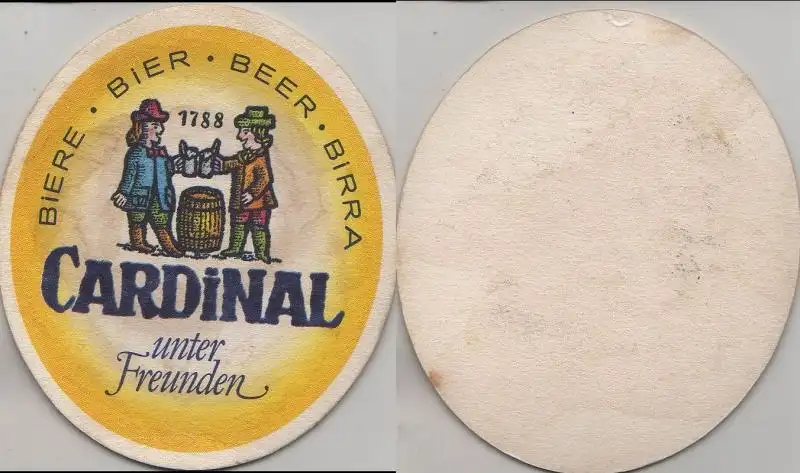 BiERE · BiER · BEER · BIRRA
1788
CARDiNAL
unter
Freunden